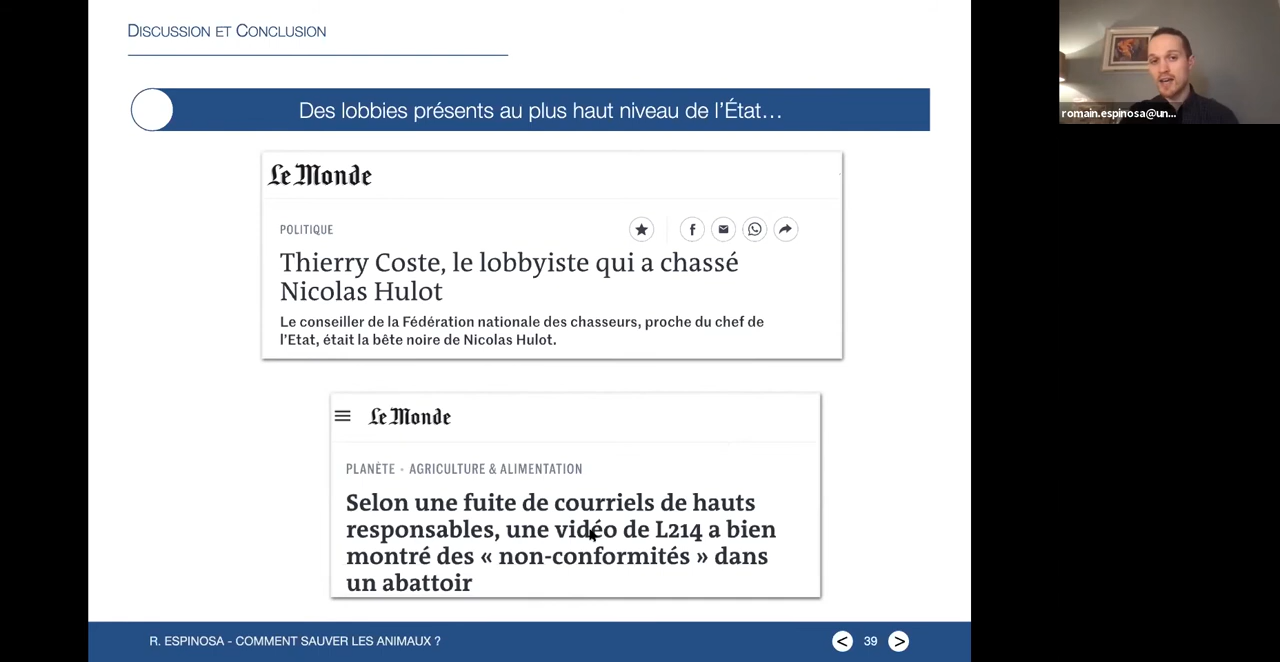 DISCUSSION ET CONCLUSION
Des lobbies présents au plus haut niveau de l'État...
Le Monde
POLITIQUE
Thierry Coste, le lobbyiste qui a chassé
Nicolas Hulot
Le conseiller de la Fédération nationale des chasseurs, proche du chef de
l'Etat, était la bête noire de Nicolas Hulot.
Le Monde
PLANÈTE • AGRICULTURE & ALIMENTATION
Selon une fuite de courriels de hauts
responsables, une vidéo de L214 a bien
montré des « non-conformités » dans
un abattoir
R. ESPINOSA - COMMENT SAUVER LES ANIMAUX ?
< 39 >
romain.espinosa@un...